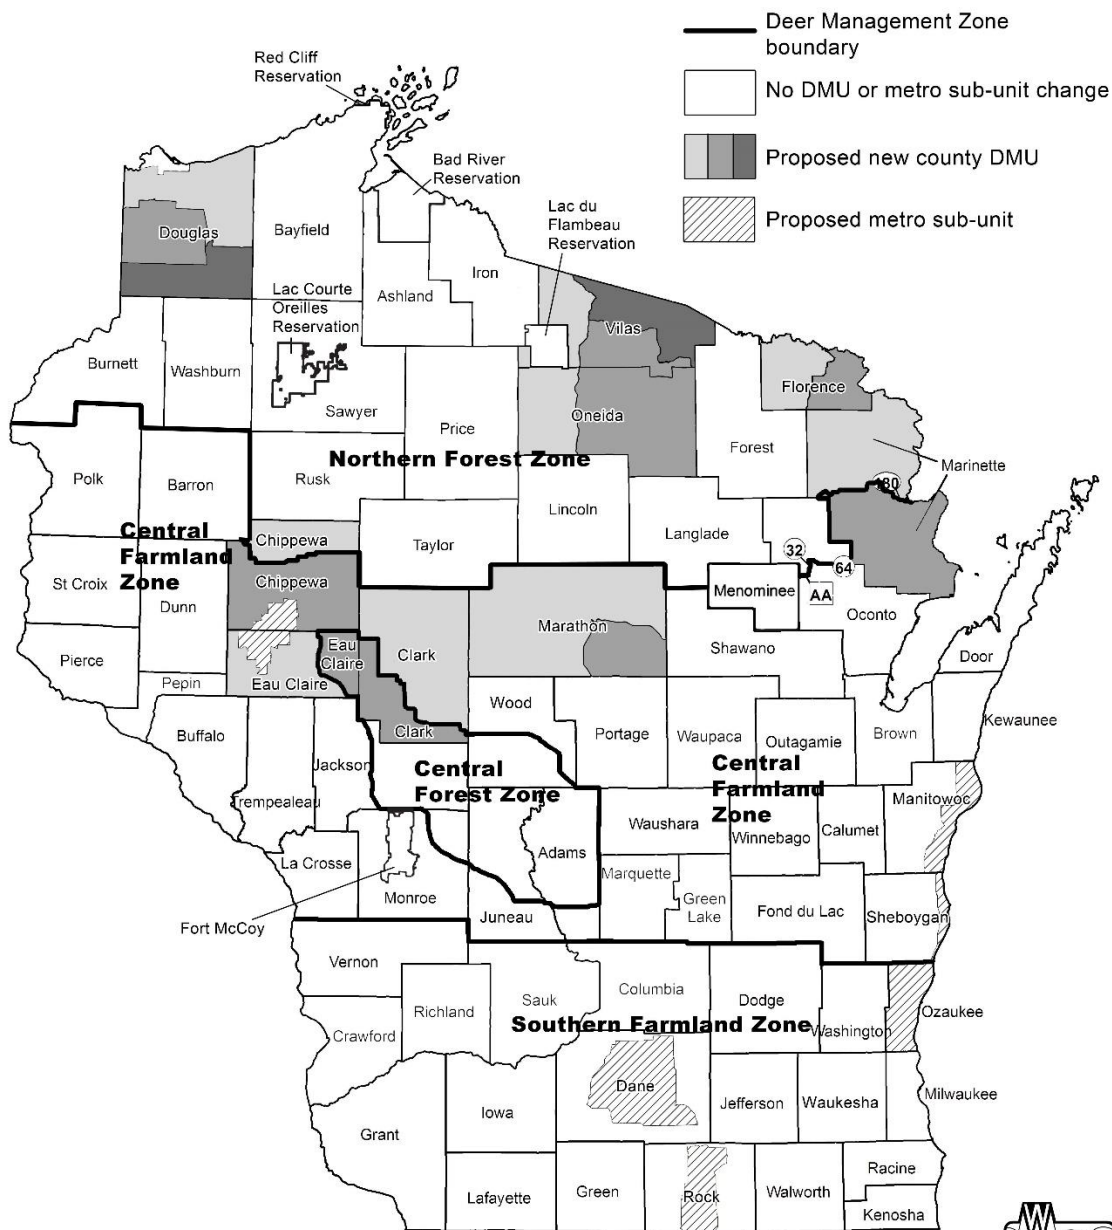 Deer Management Zone
boundary
No DMU or metro sub-unit change
Proposed new county DMU
Proposed metro sub-unit
Red Cliff
Reservation
Bad River
Reservation
Lac du
Flambeau
Reservation
Douglas
Bayfield
Iron
Ashland
Lac Courte
Oreilles
Reservation
Vilas
Burnett
Washburn
Sawyer
Florence
Oneida
Price
Forest
Northern Forest Zone
Marinette
Polk
Barron
Rusk
180
Lincoln
Central
Farmland
Zone
Chippewa
Taylor
Langlade
32
64
St Croix
Chippewa
Menominee
AA
Dunn
Oconto
Marathon
Eau
Claire
Clark
Shawano
Pierce
Door
Pepin
Eau Claire
Wood
Kewaunee
Buffalo
Clark
Portage
Waupaca
Outagamie
Brown
Jackson
Central
Forest Zone
Central
Farmland
Zone
Trempealeau
Manitowoc
Waushara
Winnebago
Calumet
La Crosse
Adams
Marquette
Monroe
Green
Lake
Fond du Lac
Sheboygan
Fort McCoy
Juneau
Vernon
Columbia
Sauk
Dodge
Richland
Ozaukee
Southern Farmland Zone
Washington
Crawford
Dane
Milwaukee
Iowa
Jefferson
Waukesha
Grant
Racine
Lafayette
Green
Rock
Walworth
Kenosha
W